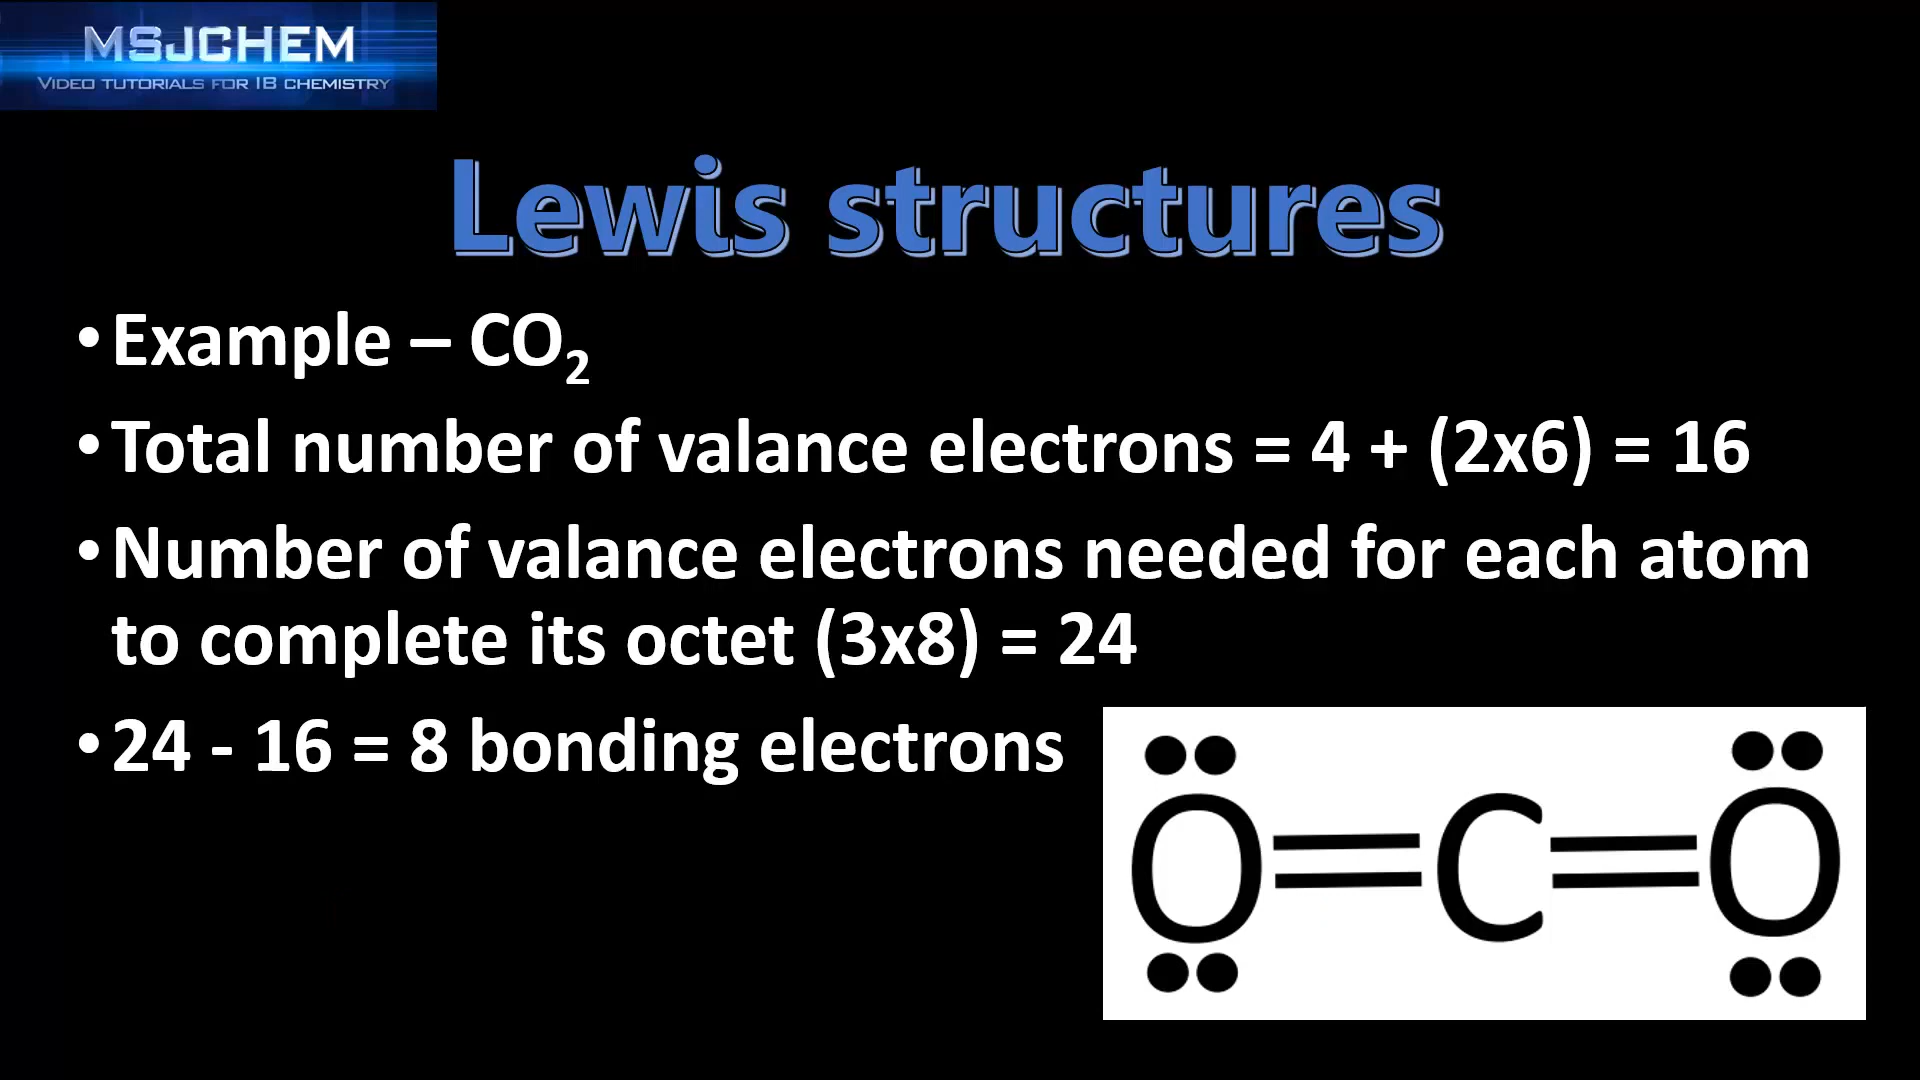 MSJCHEM
VIDEO TUTORIALS FOR IB CHEMISTRY
Lewis structures
•Example – CO₂
•Total number of valance electrons = 4 + (2x6) = 16
•Number of valance electrons needed for each atom
to complete its octet (3x8) = 24
•24 - 16 = 8 bonding electrons
O=C=O